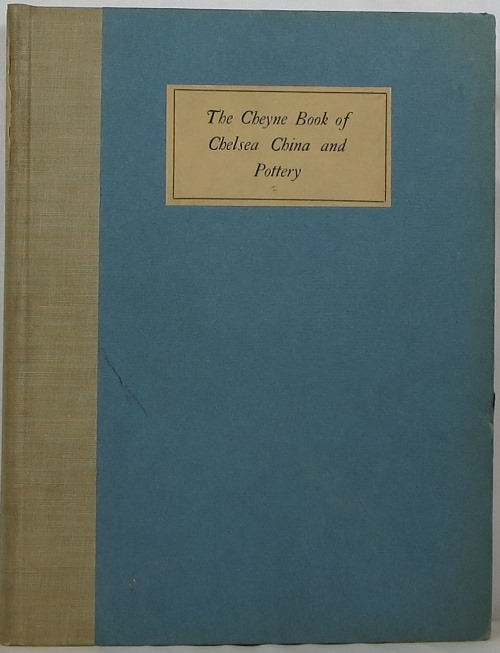 The Cheyne Book of
Chelsea China and
Pottery